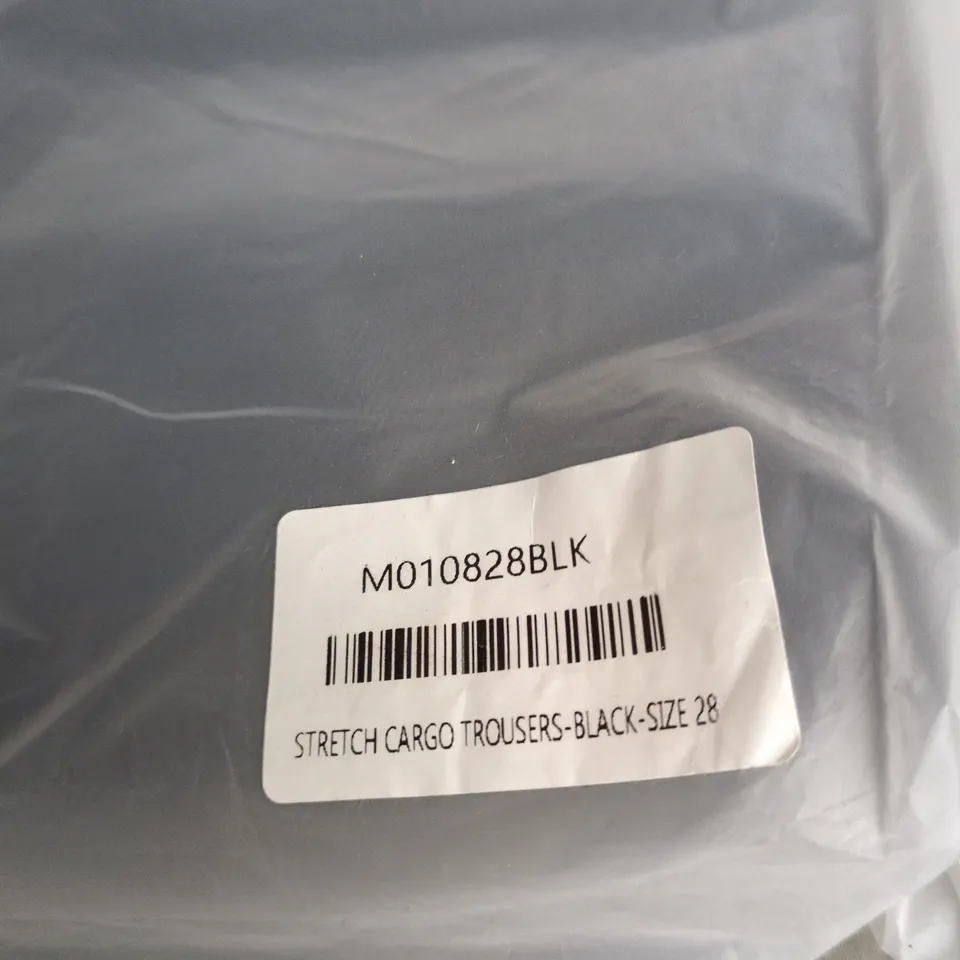 M010828BLK
STRETCH CARGO TROUSERS-BLACK-SIZE 28